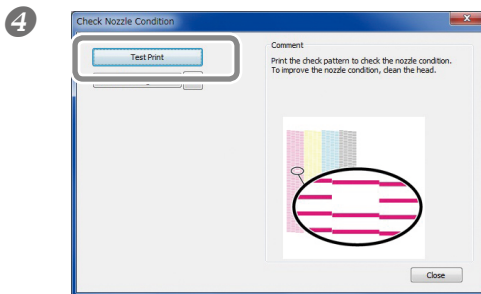 4
Check Nozzle Condition
Test Print
Comment
Print the check pattern to check the nozzle condition.
To improve the nozzle condition, clean the head.
Close